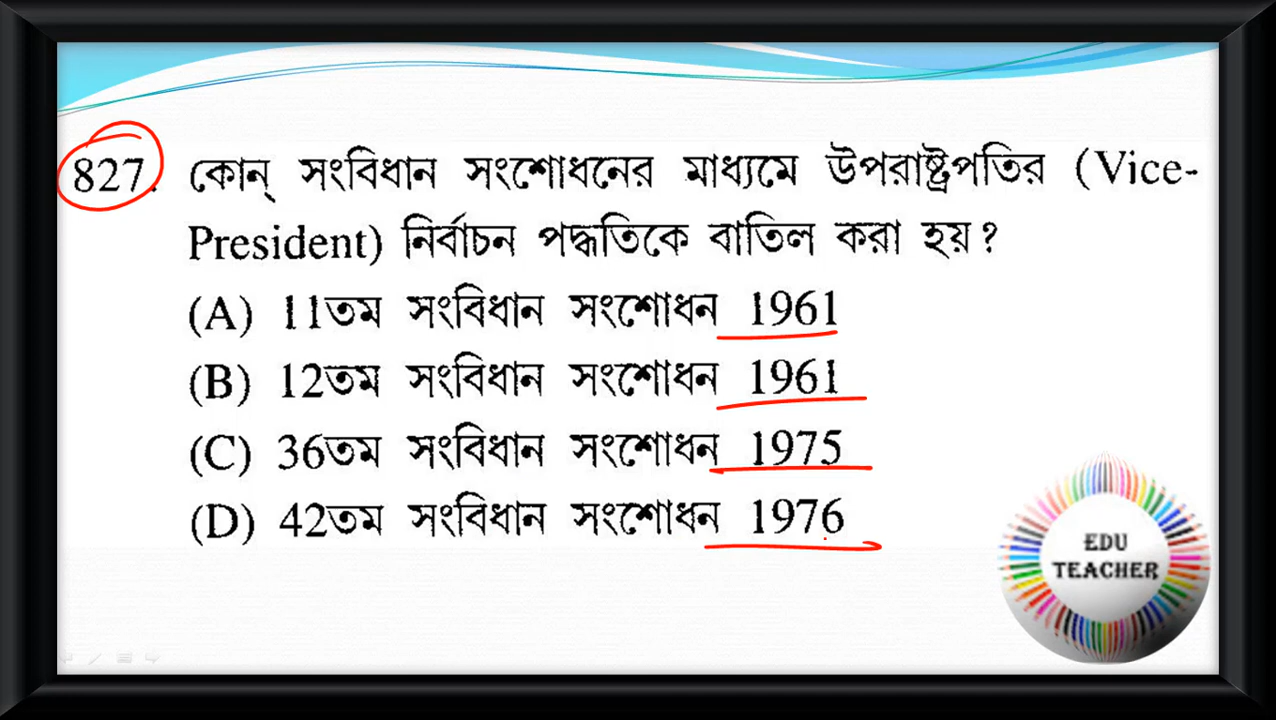 827. কোন্ সংবিধান সংশোধনের মাধ্যমে উপরাষ্ট্রপতির (Vice-
President) নির্বাচন পদ্ধতিকে বাতিল করা হয়?
(A) 11তম সংবিধান সংশোধন 1961
(B) 12তম সংবিধান সংশোধন 1961
(C) 36তম সংবিধান সংশোধন 1975
(D) 42তম সংবিধান সংশোধন 1976
EDU
TEACHER